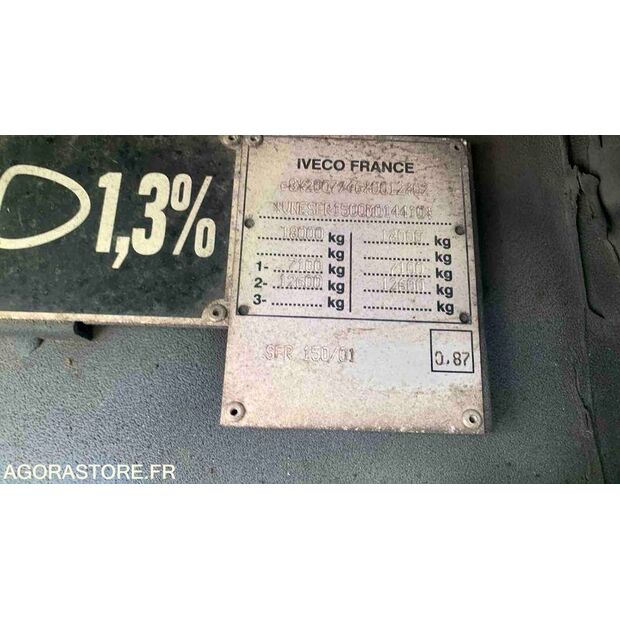 1,3%
IVECO FRANCE
18000 kg 18000 kg
kg kg
1- 7100 kg 7100 kg
2- 12600 kg 12600 kg
3- kg kg
SFR 150/01
0.87
AGORASTORE.FR